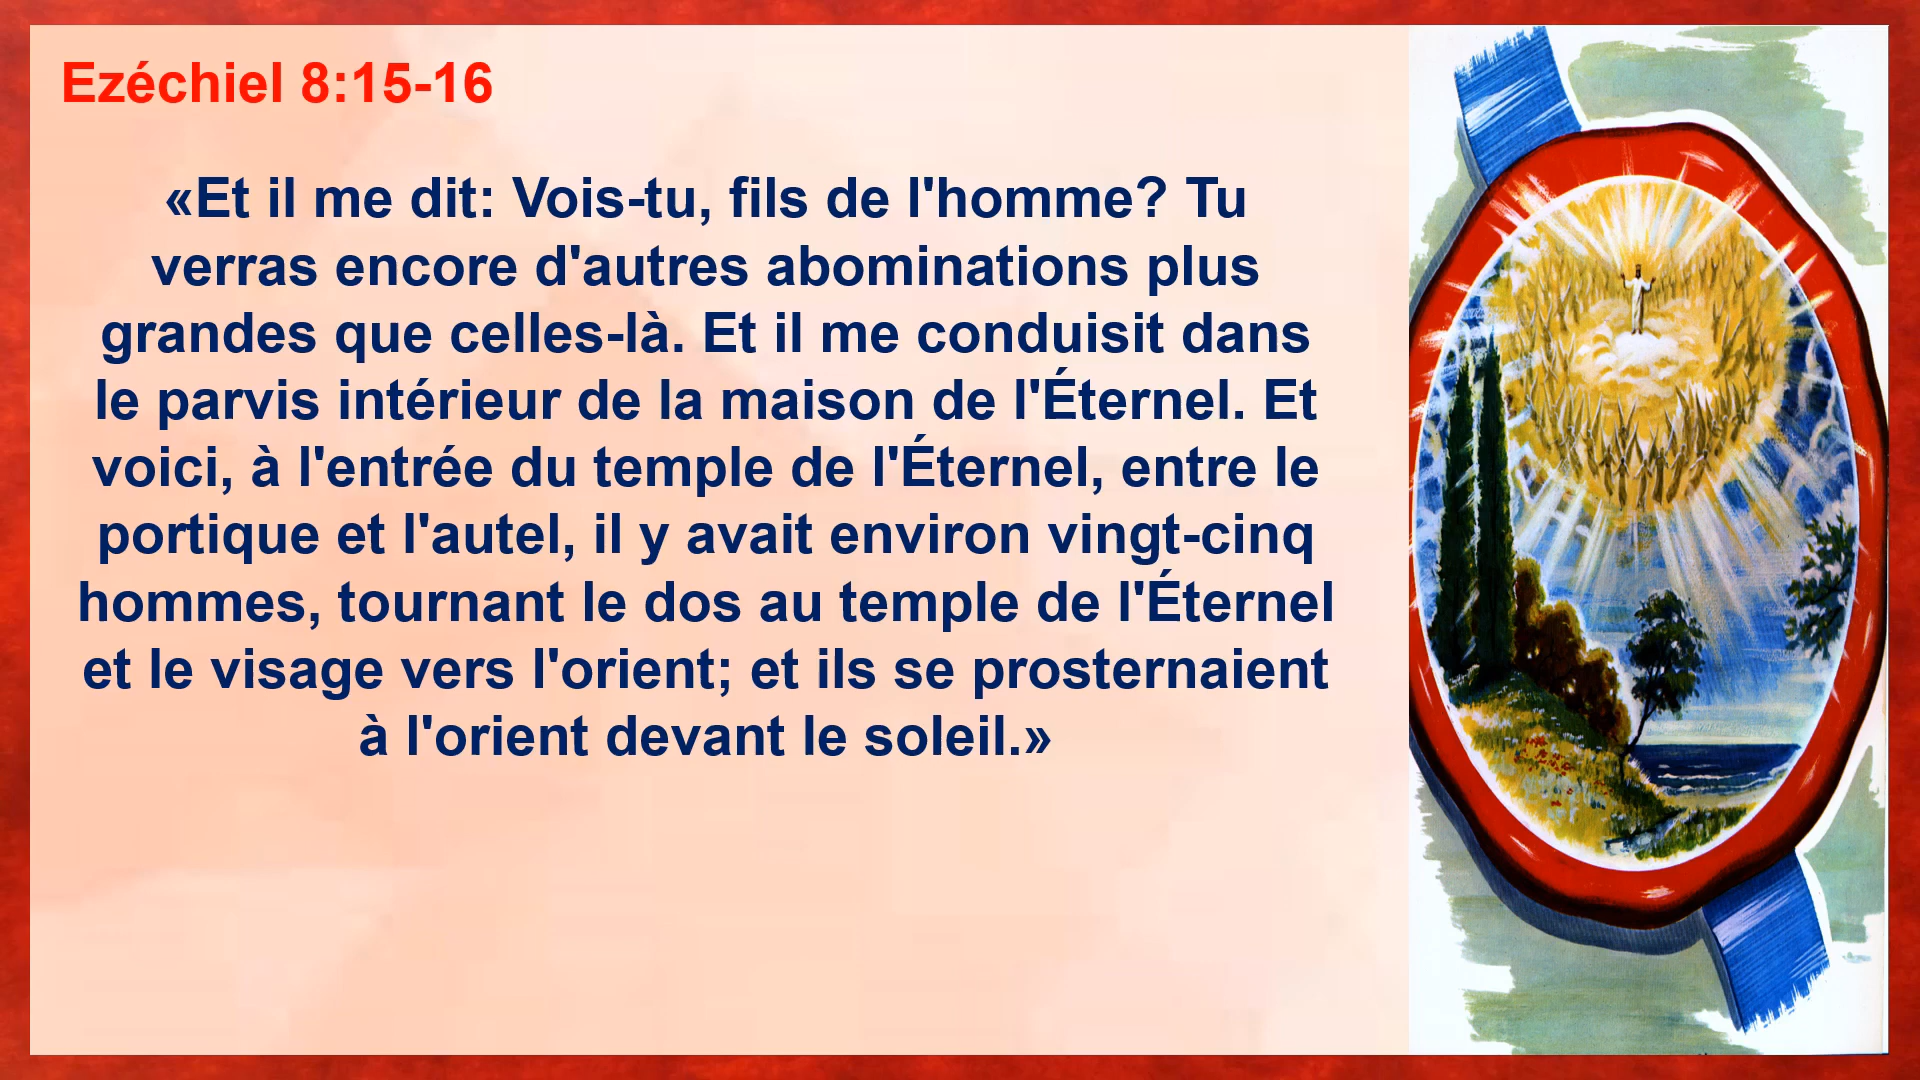 Ezéchiel 8:15-16
«Et il me dit: Vois-tu, fils de l'homme? Tu
verras encore d'autres abominations plus
grandes que celles-là. Et il me conduisit dans
le parvis intérieur de la maison de l'Éternel. Et
voici, à l'entrée du temple de l'Éternel, entre le
portique et l'autel, il y avait environ vingt-cinq
hommes, tournant le dos au temple de l'Éternel
et le visage vers l'orient; et ils se prosternaient
à l'orient devant le soleil.»